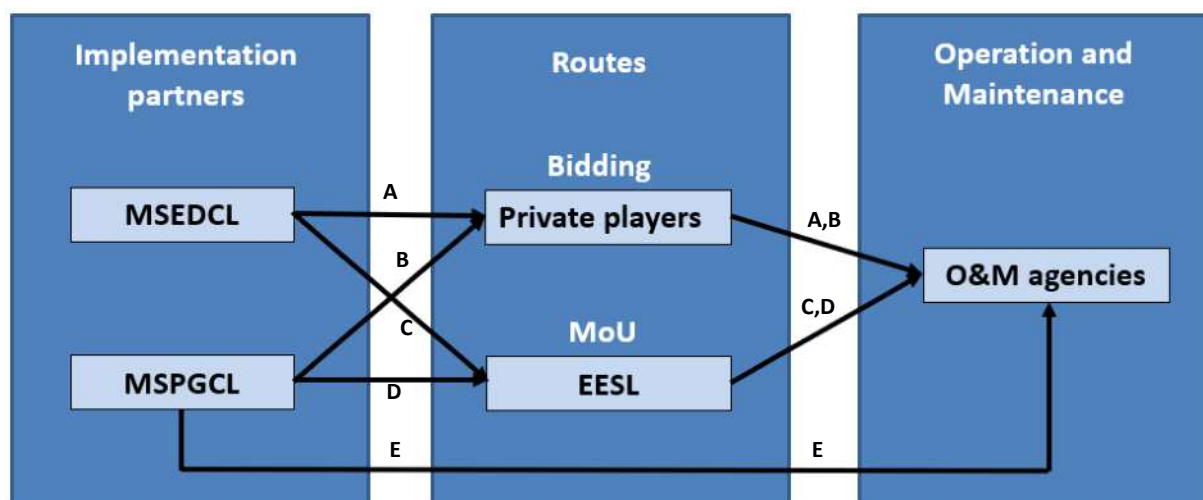 Implementation
partners
Routes
Operation and
Maintenance
Bidding
MSEDCL
A
Private players
A,B
B
O&M agencies
C,D
C
MoU
MSPGCL
D
EESL
E
E